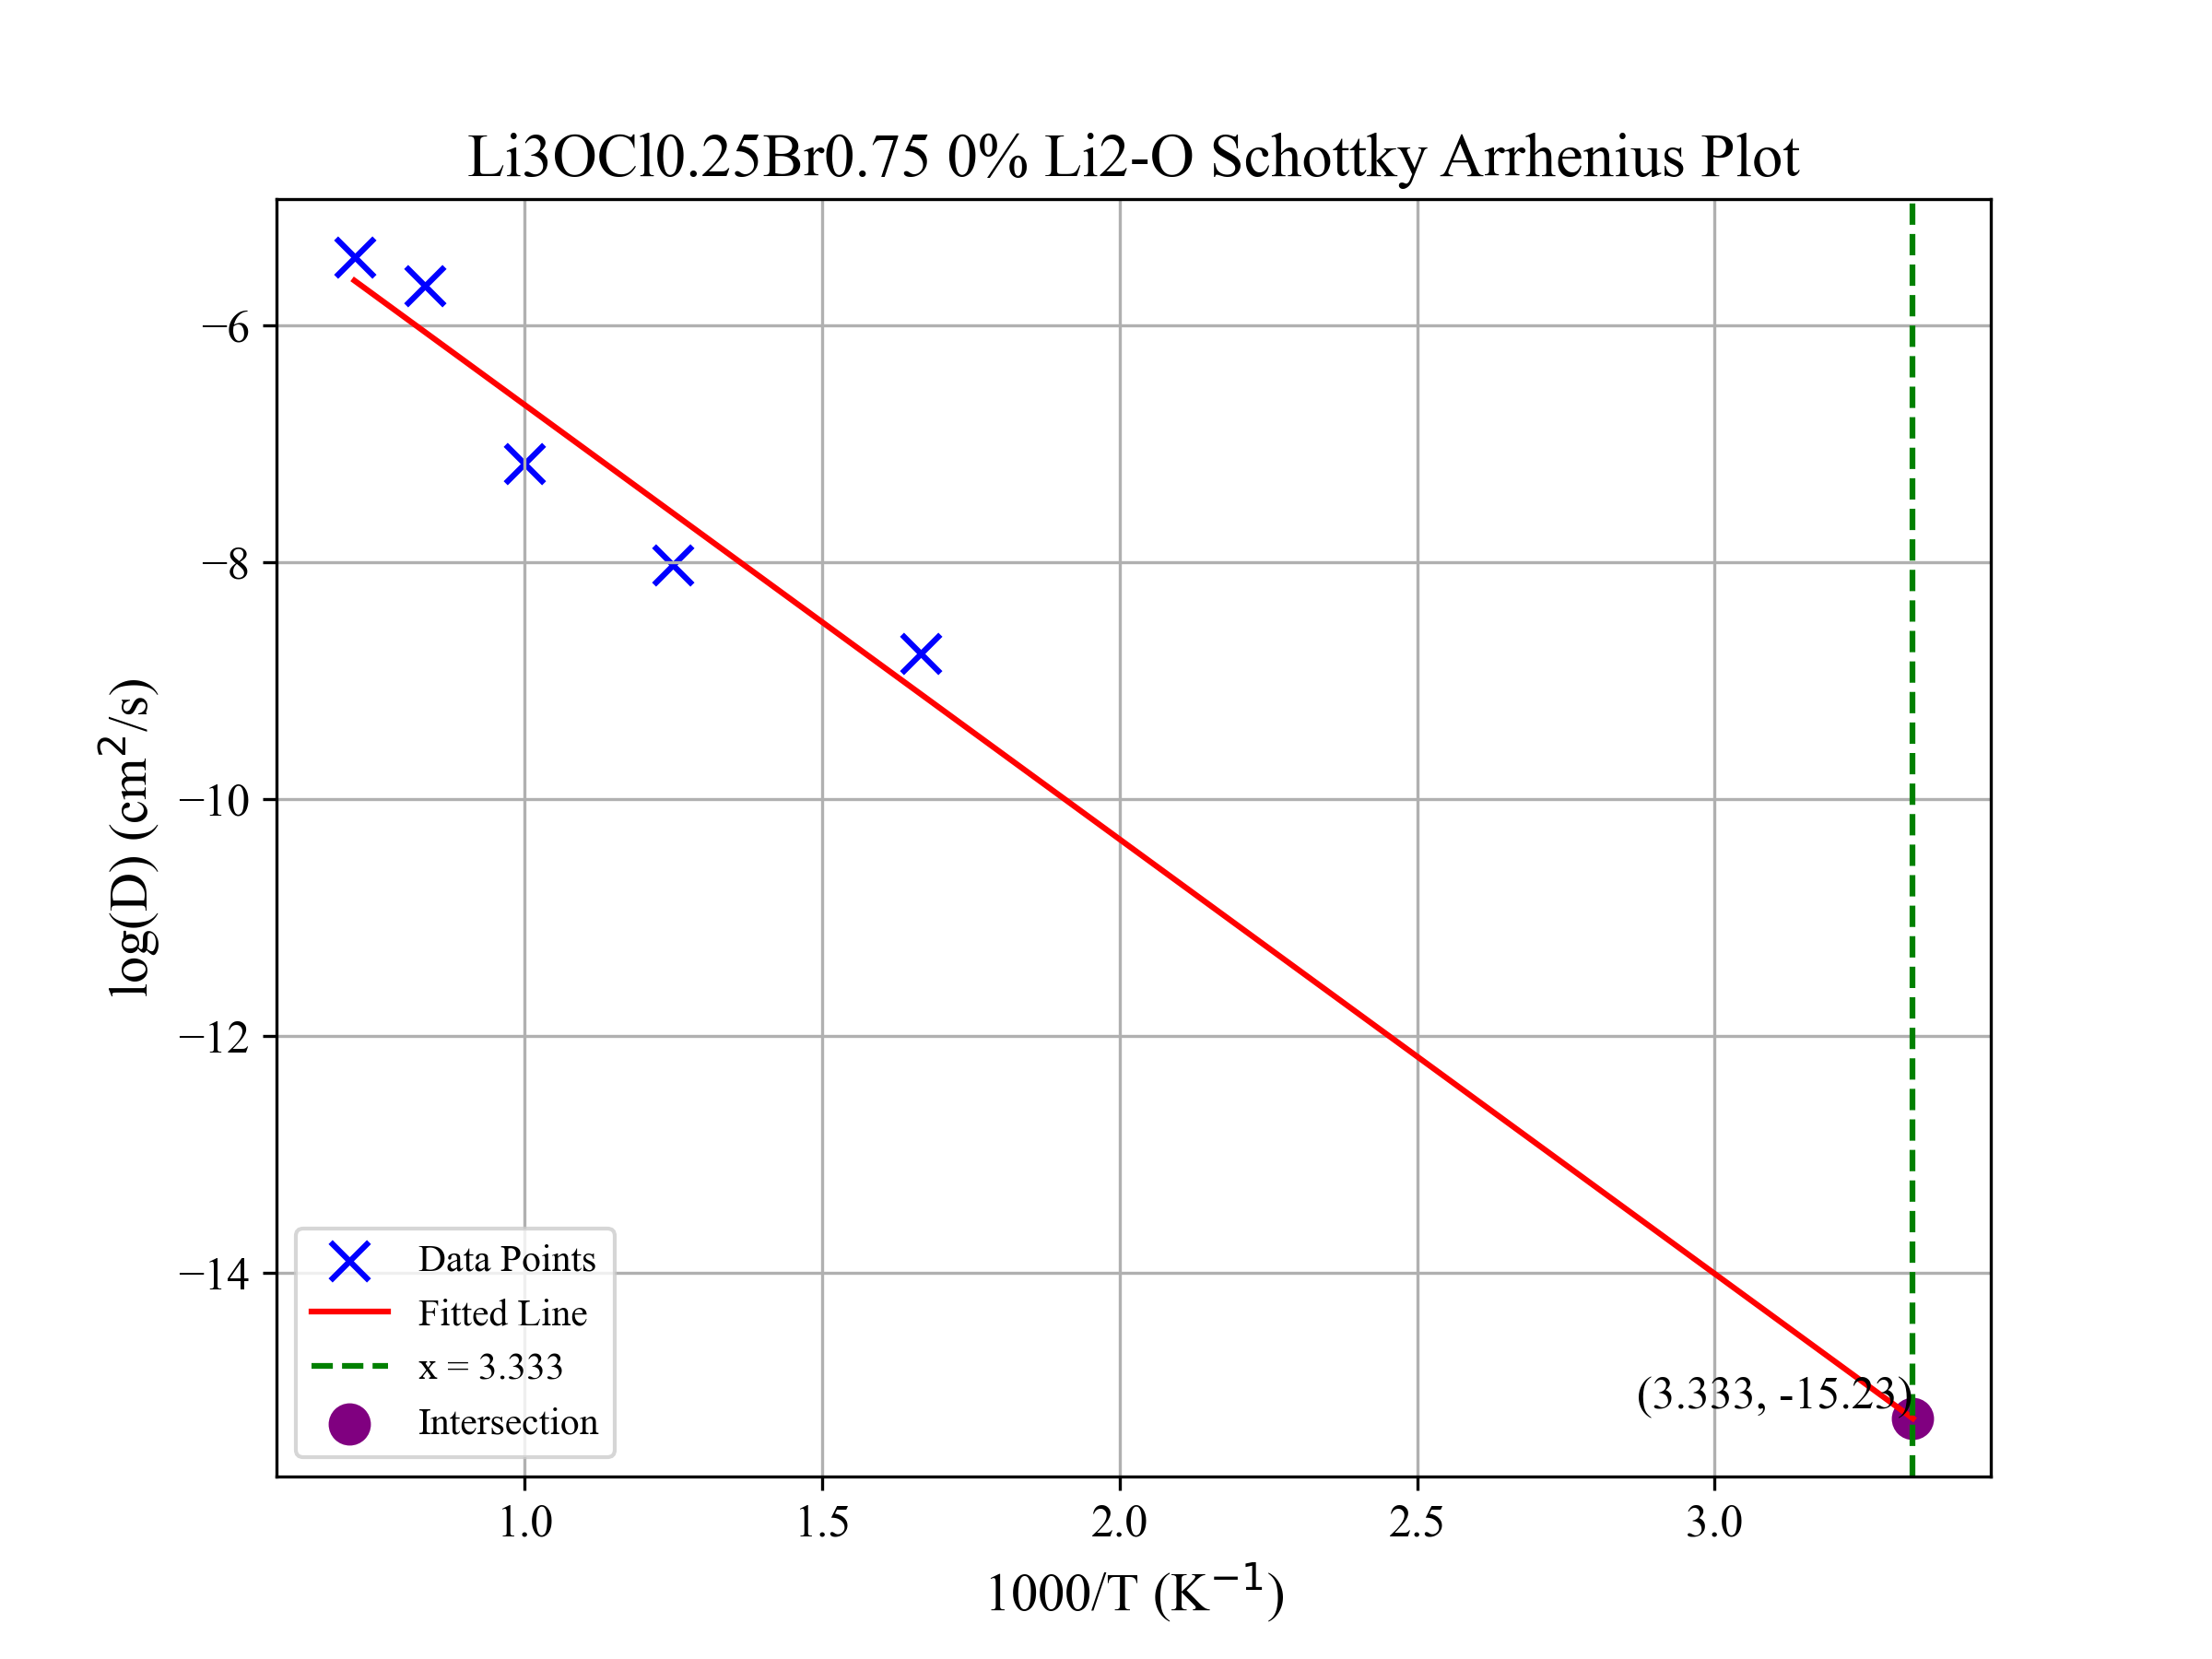 Li3OCl0.25Br0.75 0% Li2-O Schottky Arrhenius Plot
log(D) (cm²/s)
−6
−8
−10
−12
−14
(3.333, -15.23)
Data Points
Fitted Line
x = 3.333
Intersection
1.0 1.5 2.0 2.5 3.0
1000/T (K⁻¹)